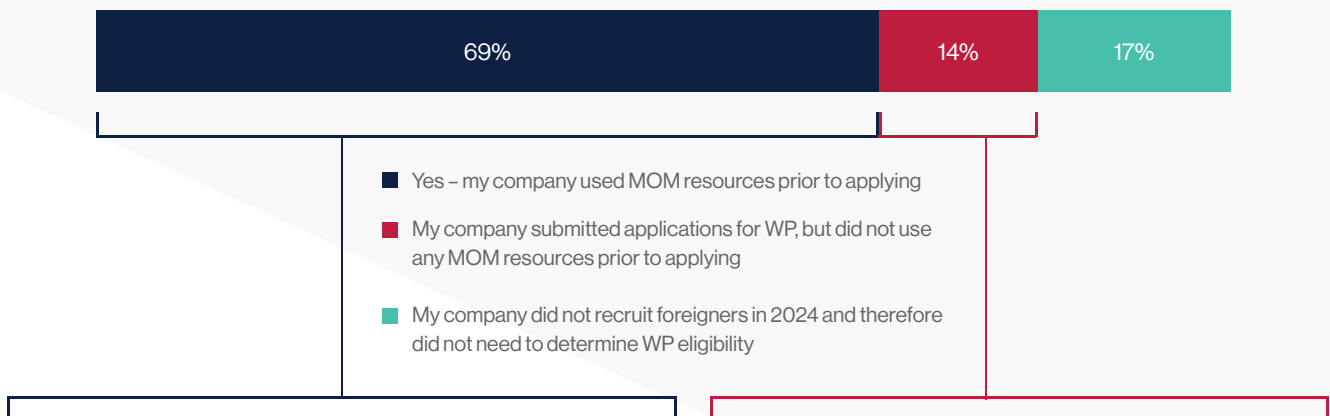 69%
14%
17%
Yes – my company used MOM resources prior to applying
My company submitted applications for WP, but did not use
any MOM resources prior to applying
My company did not recruit foreigners in 2024 and therefore
did not need to determine WP eligibility